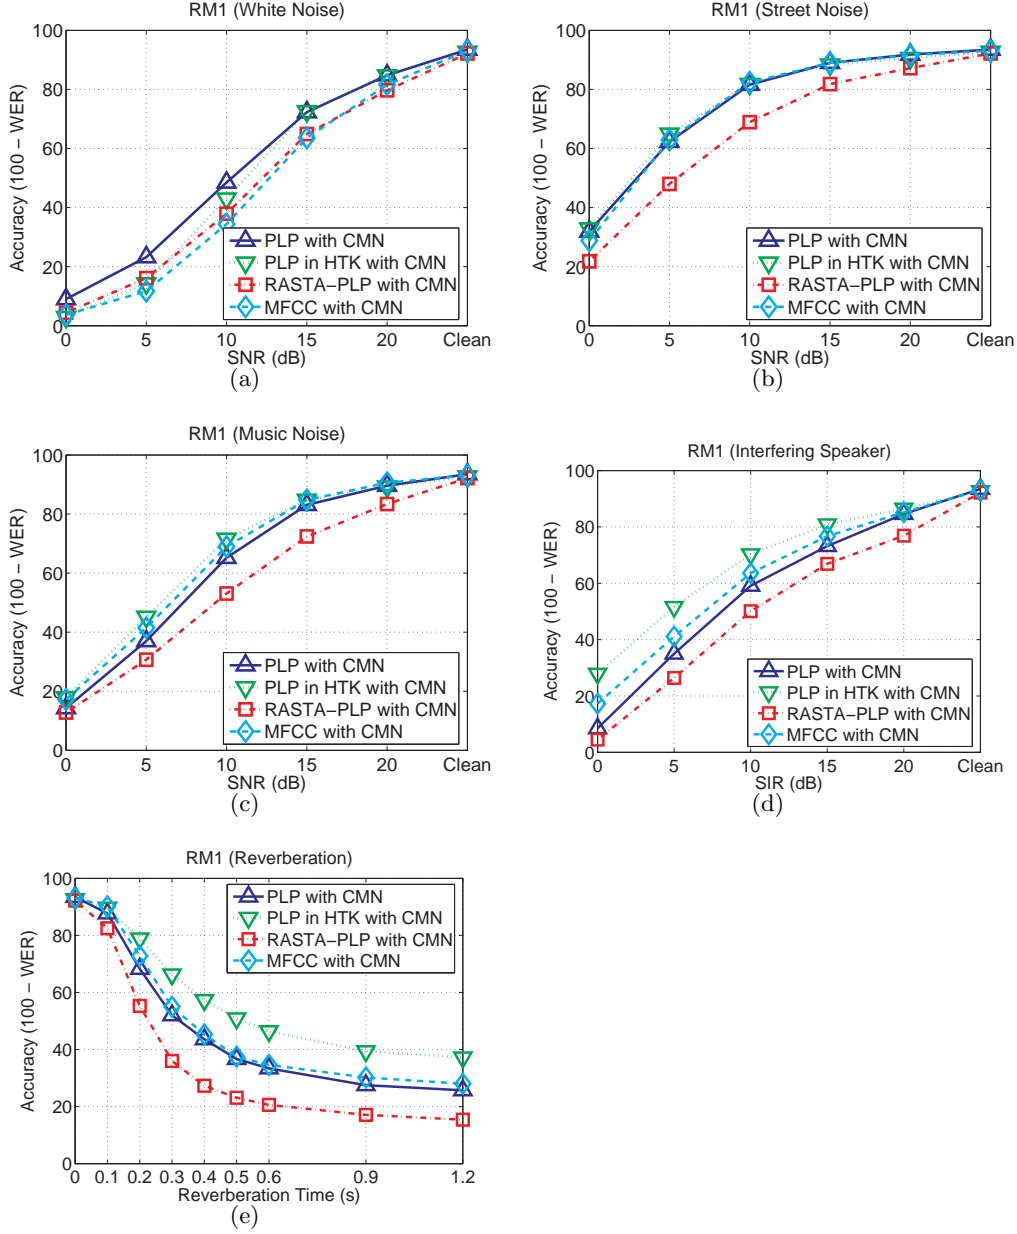 RM1 (White Noise)
Accuracy (100 − WER)
100
80
60
40
20
0
PLP with CMN
PLP in HTK with CMN
RASTA−PLP with CMN
MFCC with CMN
0 5 10 15 20 Clean
SNR (dB)
(a)
RM1 (Street Noise)
Accuracy (100 − WER)
100
80
60
40
20
0
PLP with CMN
PLP in HTK with CMN
RASTA−PLP with CMN
MFCC with CMN
0 5 10 15 20 Clean
SNR (dB)
(b)
RM1 (Music Noise)
Accuracy (100 − WER)
100
80
60
40
20
0
PLP with CMN
PLP in HTK with CMN
RASTA−PLP with CMN
MFCC with CMN
0 5 10 15 20 Clean
SNR (dB)
(c)
RM1 (Interfering Speaker)
Accuracy (100 − WER)
100
80
60
40
20
0
PLP with CMN
PLP in HTK with CMN
RASTA−PLP with CMN
MFCC with CMN
0 5 10 15 20 Clean
SIR (dB)
(d)
RM1 (Reverberation)
Accuracy (100 − WER)
100
80
60
40
20
0
PLP with CMN
PLP in HTK with CMN
RASTA−PLP with CMN
MFCC with CMN
0 0.1 0.2 0.3 0.4 0.5 0.6 0.9 1.2
Reverberation Time (s)
(e)